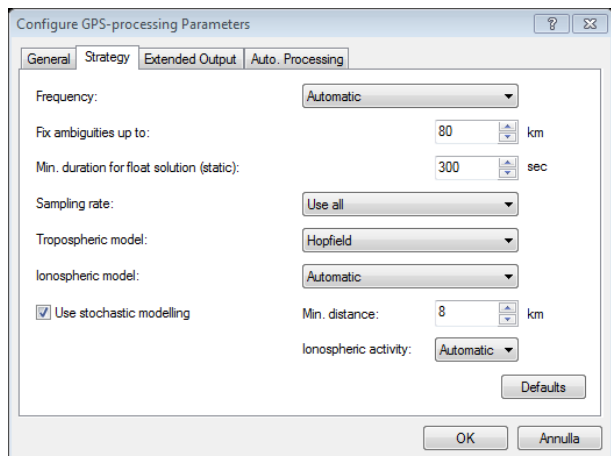 Configure GPS-processing Parameters
General Strategy Extended Output Auto. Processing
Frequency: Automatic
Fix ambiguities up to: 80 km
Min. duration for float solution (static): 300 sec
Sampling rate: Use all
Tropospheric model: Hopfield
Ionospheric model: Automatic
Use stochastic modelling Min. distance: 8 km
Ionospheric activity: Automatic
Defaults
OK Annulla